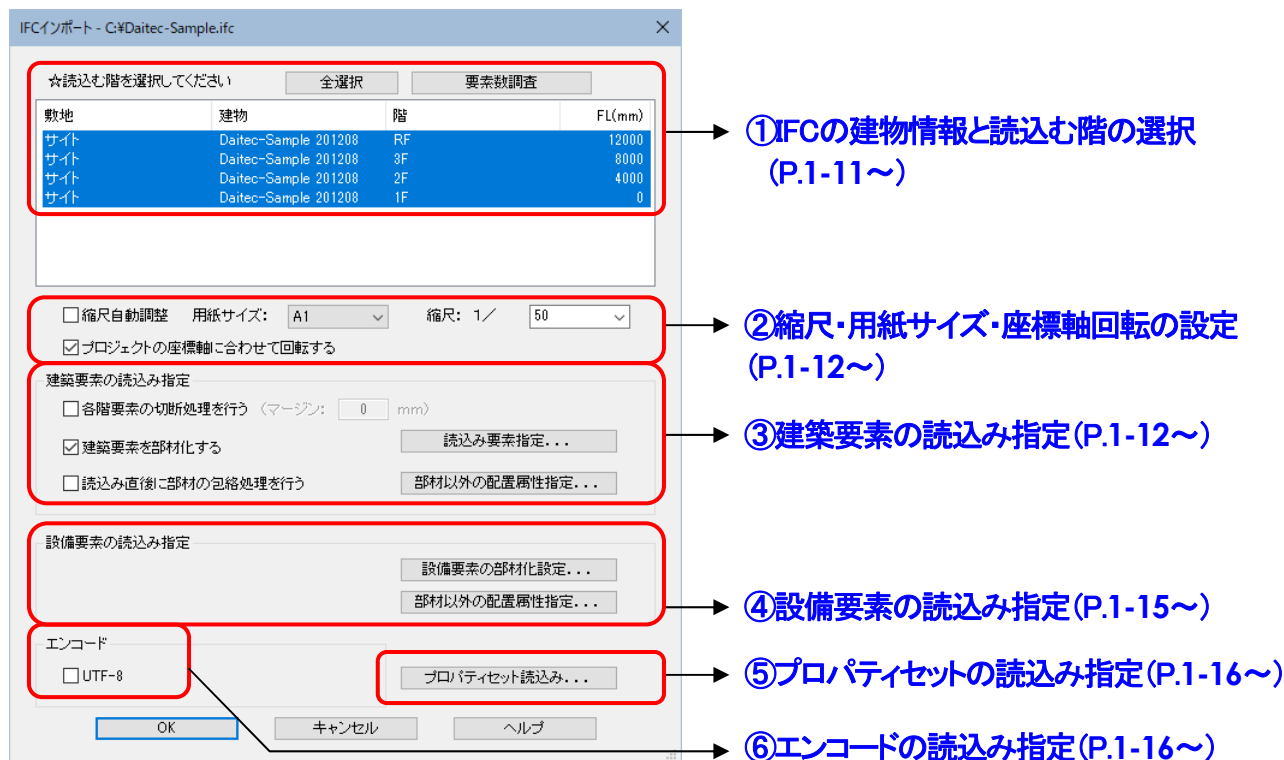 IFCインポート - C:¥Daitec-Sample.ifc
☆読込む階を選択してください 全選択 要素数調査
敷地 建物 階 FL(mm)
サイト Daitec-Sample 201208 RF 12000
サイト Daitec-Sample 201208 3F 8000
サイト Daitec-Sample 201208 2F 4000
サイト Daitec-Sample 201208 1F 0
①IFCの建物情報と読込む階の選択
(P.1-11～)
縮尺自動調整 用紙サイズ: A1 縮尺: 1／ 50
プロジェクトの座標軸に合わせて回転する
②縮尺・用紙サイズ・座標軸回転の設定
(P.1-12～)
建築要素の読込み指定
各階要素の切断処理を行う (マージン: 0 mm)
建築要素を部材化する 読込み要素指定...
読込み直後に部材の包絡処理を行う 部材以外の配置属性指定...
③建築要素の読込み指定(P.1-12～)
設備要素の読込み指定
設備要素の部材化設定...
部材以外の配置属性指定...
④設備要素の読込み指定(P.1-15～)
エンコード
UTF-8 プロパティセット読込み...
⑤プロパティセットの読込み指定(P.1-16～)
OK キャンセル ヘルプ
⑥エンコードの読込み指定(P.1-16～)